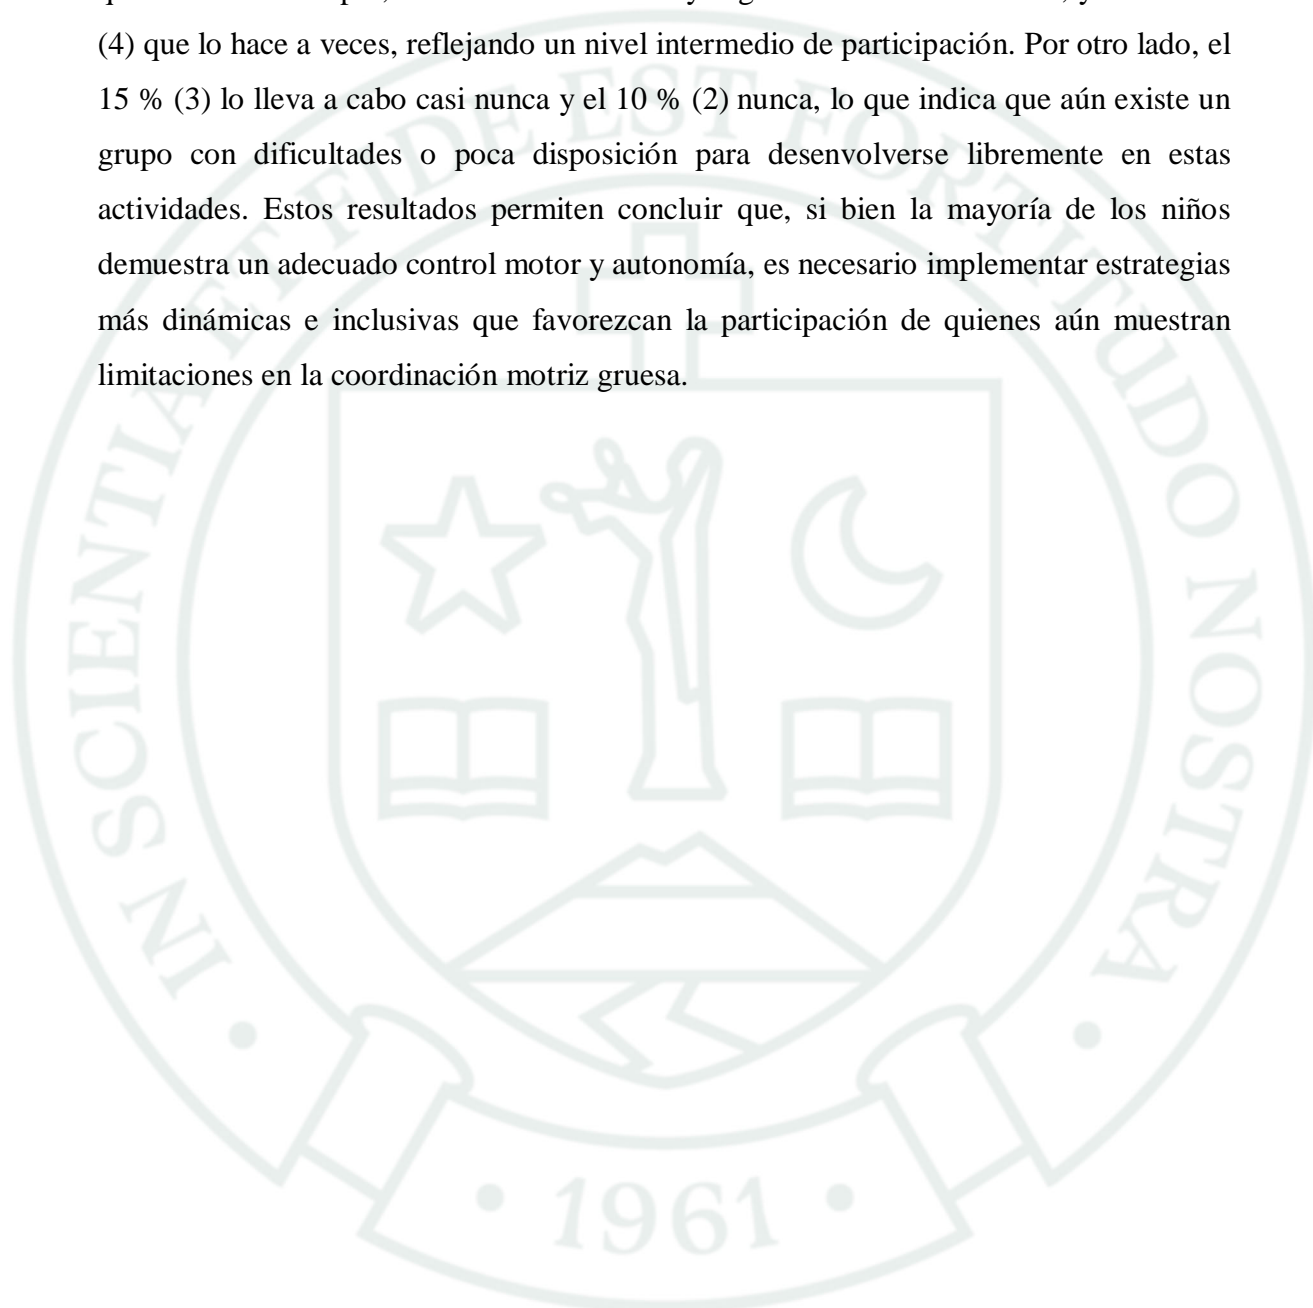 (4) que lo hace a veces, reflejando un nivel intermedio de participación. Por otro lado, el
15 % (3) lo lleva a cabo casi nunca y el 10 % (2) nunca, lo que indica que aún existe un
grupo con dificultades o poca disposición para desenvolverse libremente en estas
actividades. Estos resultados permiten concluir que, si bien la mayoría de los niños
demuestra un adecuado control motor y autonomía, es necesario implementar estrategias
más dinámicas e inclusivas que favorezcan la participación de quienes aún muestran
limitaciones en la coordinación motriz gruesa.
• IN SCIENTIA ET FIDE EST FORTITUDO NOSTRA •
• 1961 •